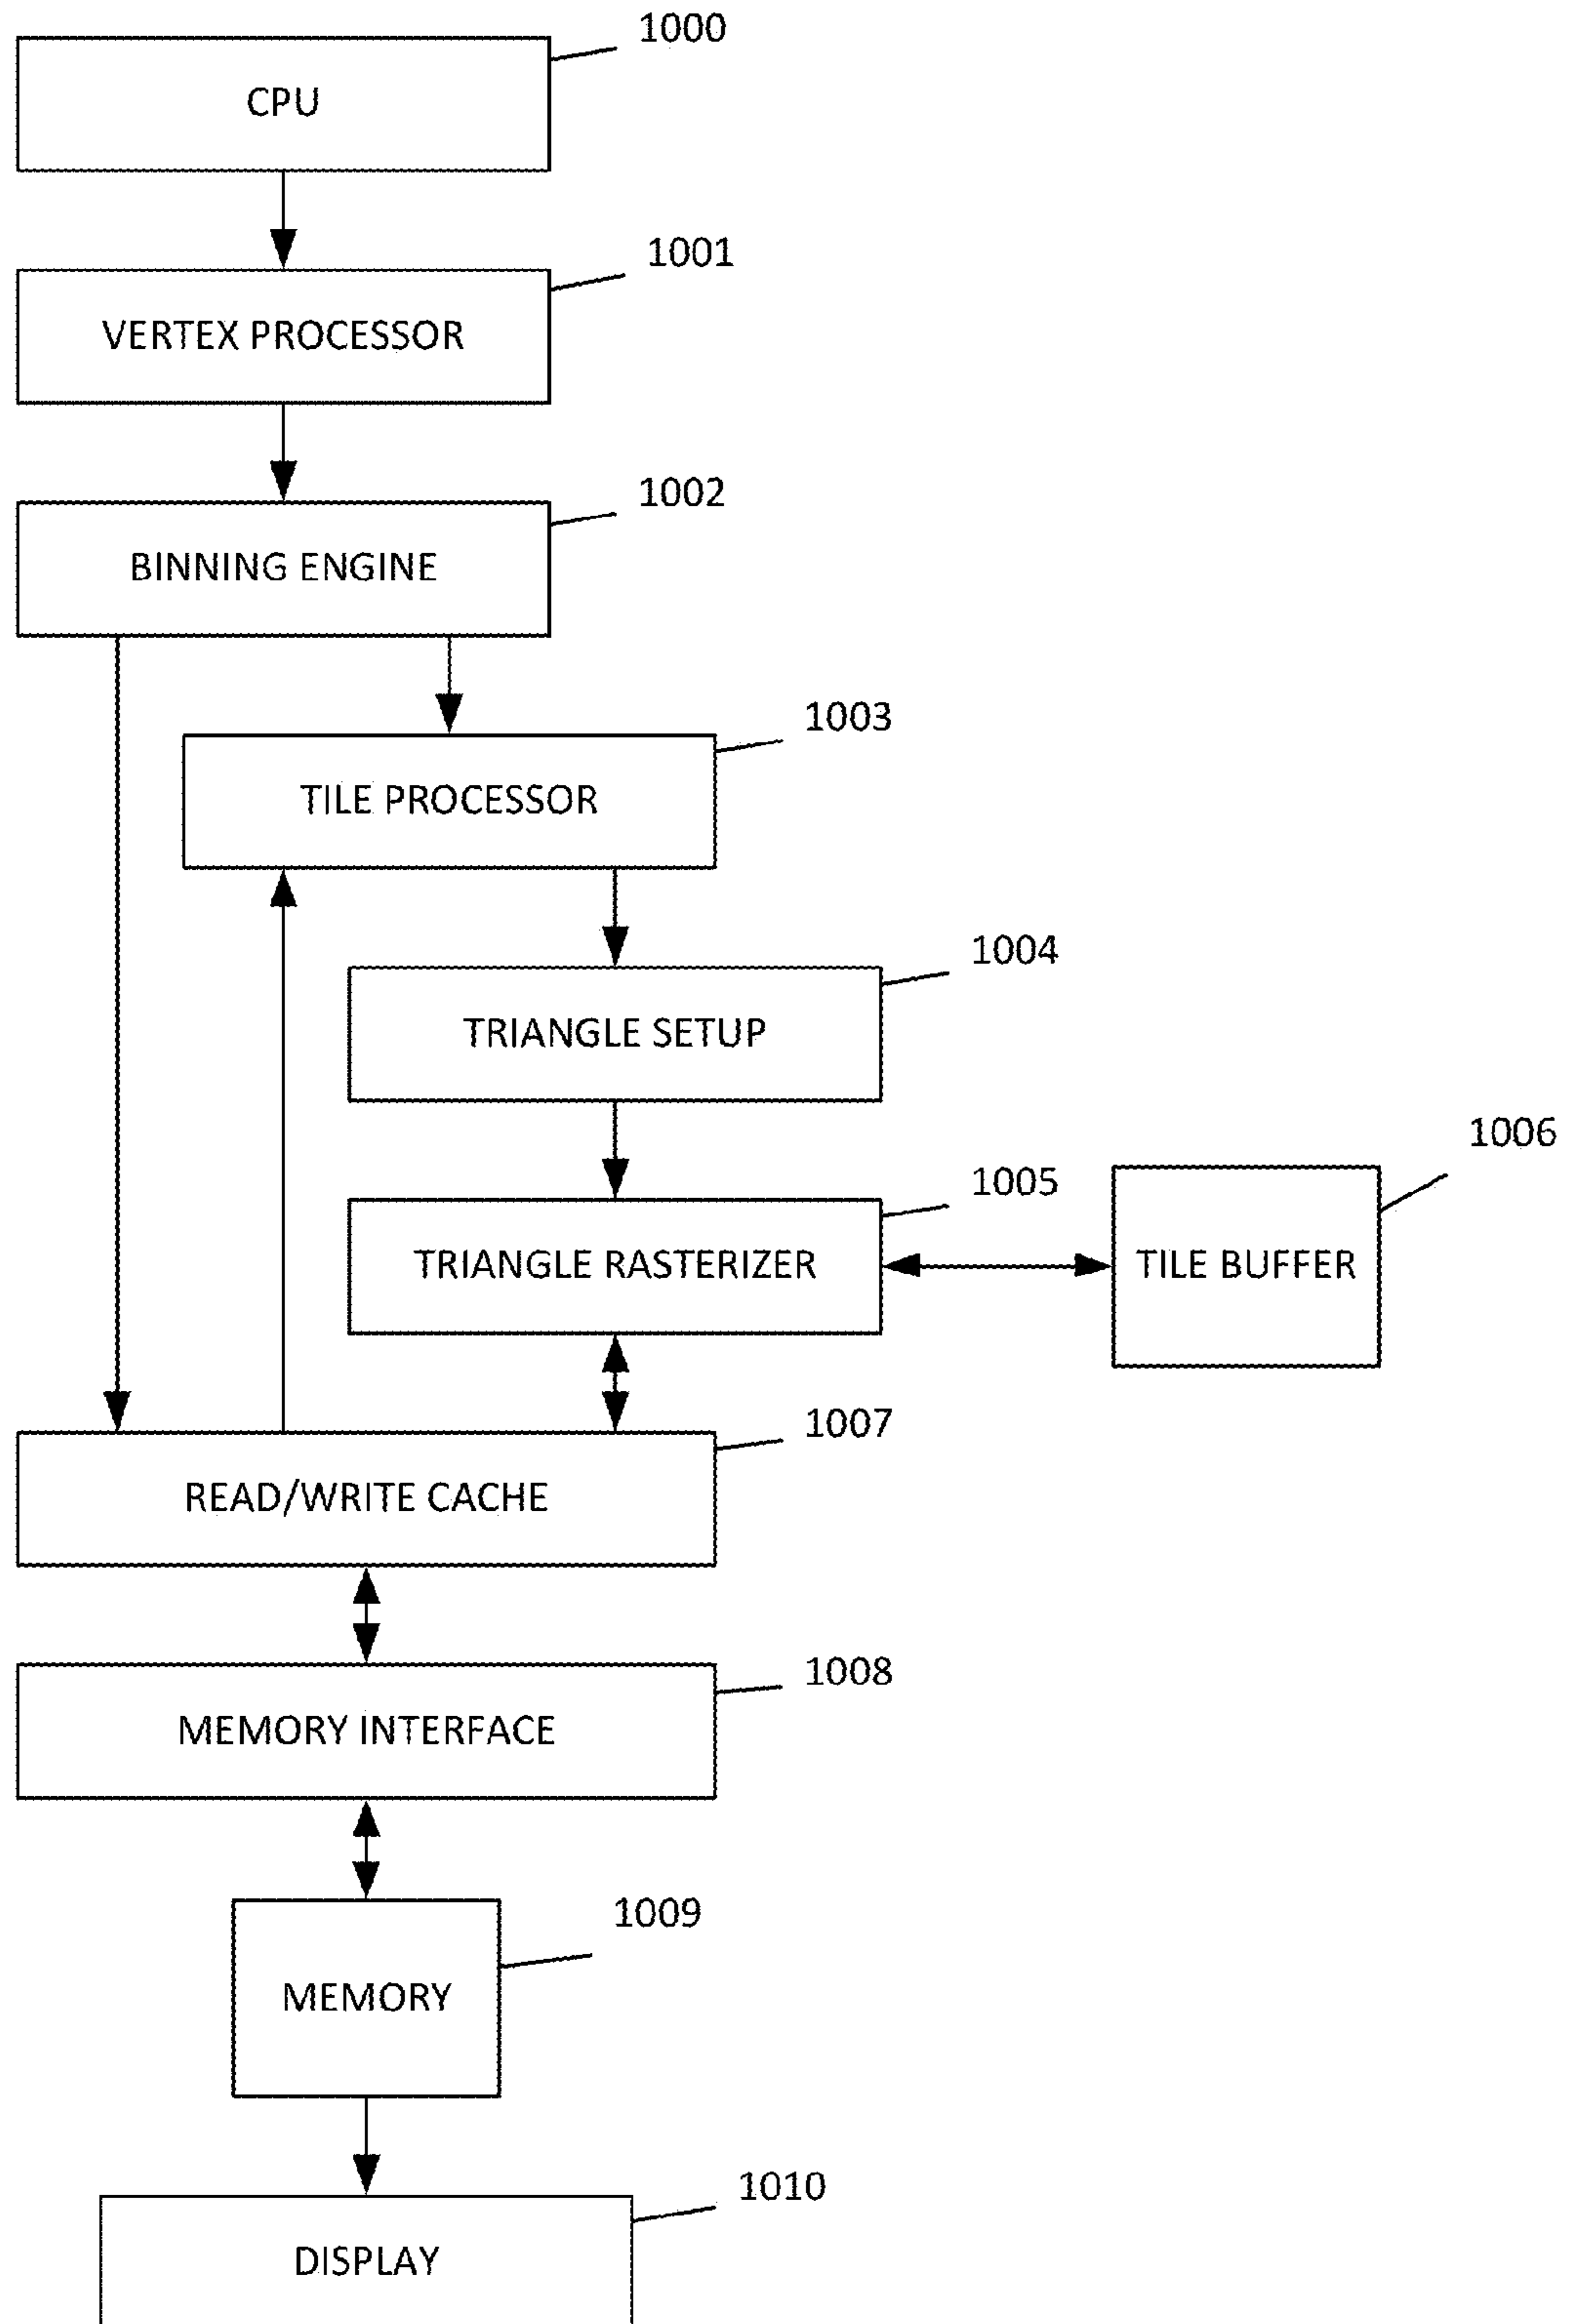 1000
CPU
1001
VERTEX PROCESSOR
1002
BINNING ENGINE
1003
TILE PROCESSOR
1004
TRIANGLE SETUP
1006
1005
TRIANGLE RASTERIZER
TILE BUFFER
1007
READ/WRITE CACHE
1008
MEMORY INTERFACE
1009
MEMORY
1010
DISPLAY